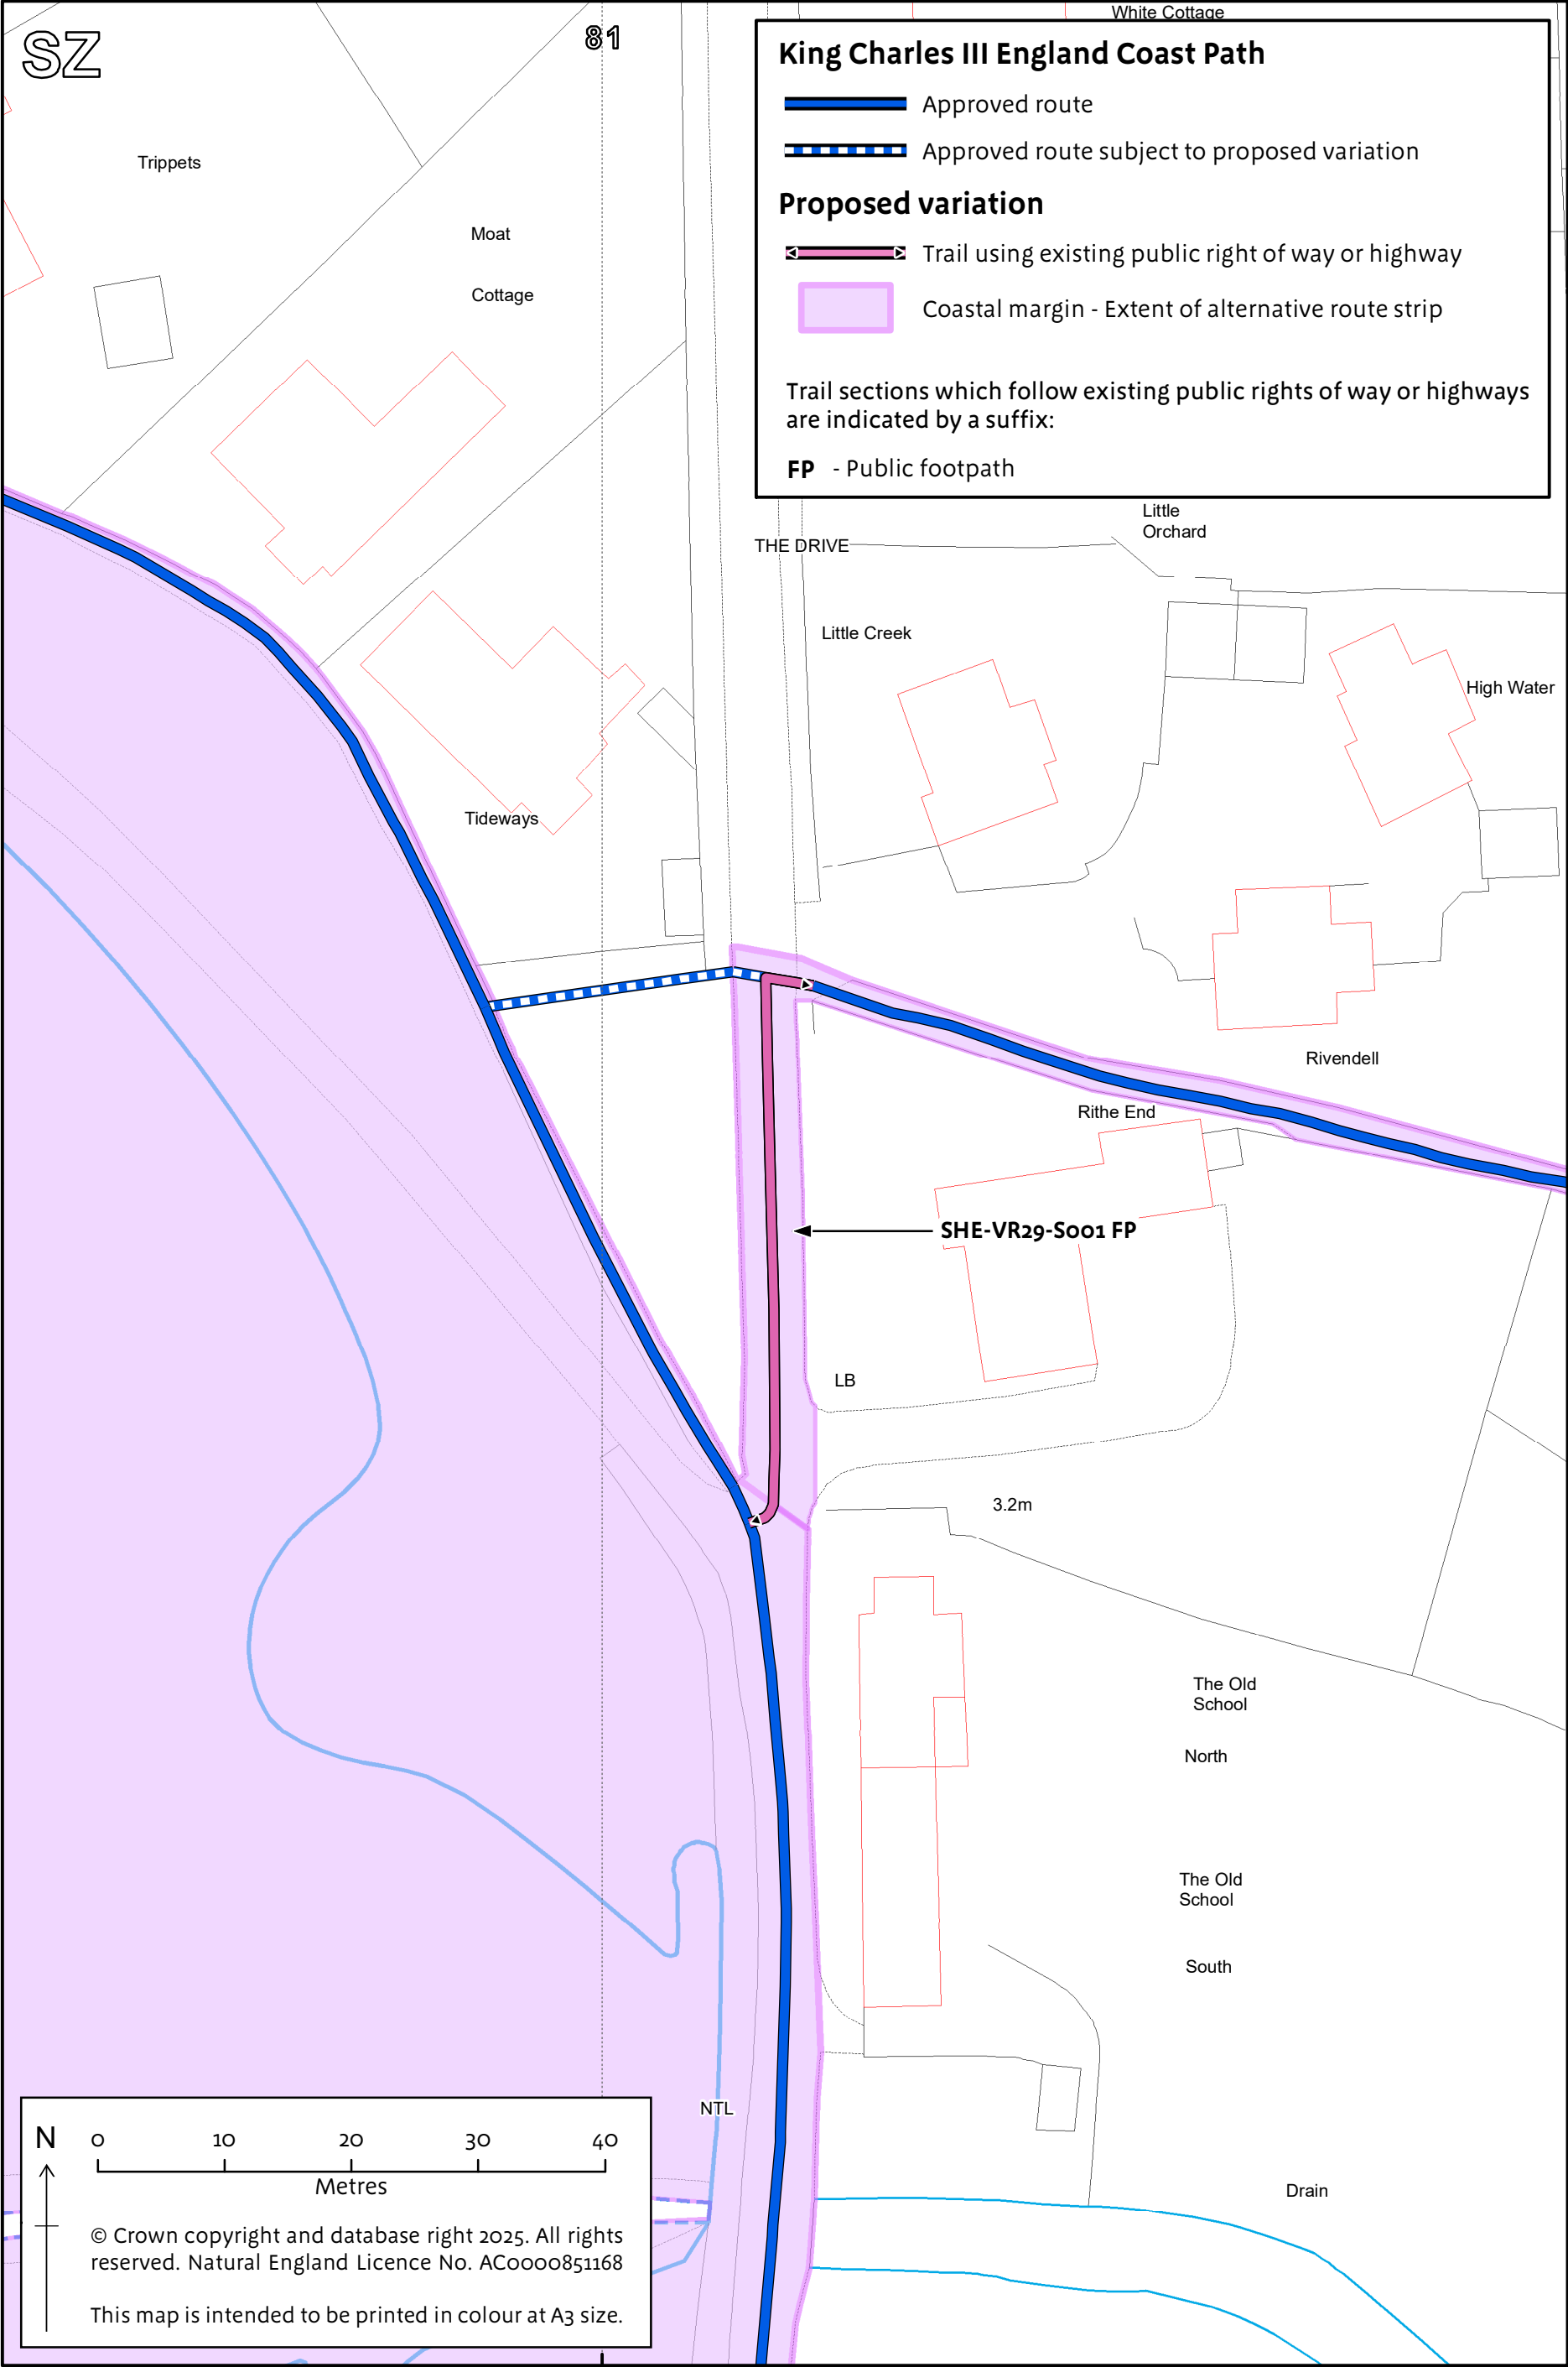 SZ
81
White Cottage
King Charles III England Coast Path
Approved route
Approved route subject to proposed variation
Proposed variation
Trail using existing public right of way or highway
Coastal margin - Extent of alternative route strip
Trail sections which follow existing public rights of way or highways
are indicated by a suffix:
FP - Public footpath
Trippets
Moat
Cottage
Little
Orchard
THE DRIVE
Little Creek
High Water
Tideways
Rivendell
Rithe End
SHE-VR29-S001 FP
LB
3.2m
The Old
School
North
The Old
School
South
NTL
Drain
N
0 10 20 30 40
Metres
© Crown copyright and database right 2025. All rights
reserved. Natural England Licence No. AC0000851168
This map is intended to be printed in colour at A3 size.